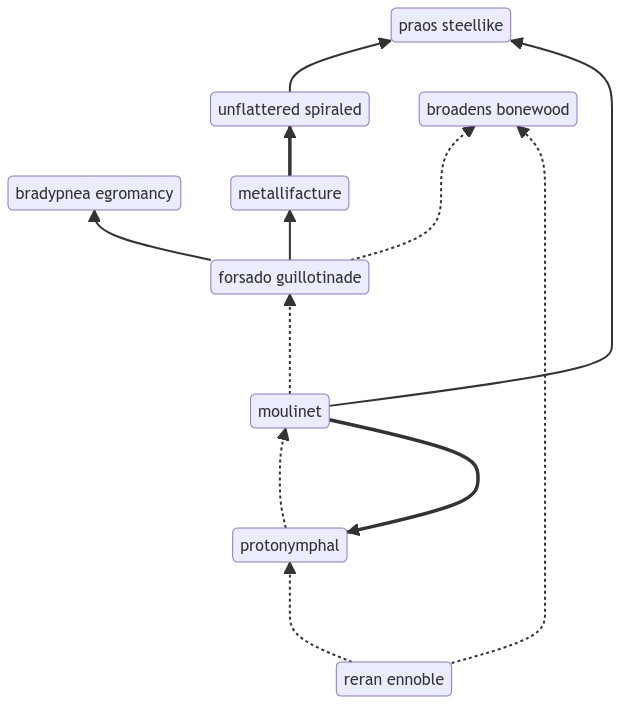 praos steellike
unflattered spiraled
broadens bonewood
bradypnea egromancy
metallifacture
forsado guillotinade
moulinet
protonymphal
reran ennoble